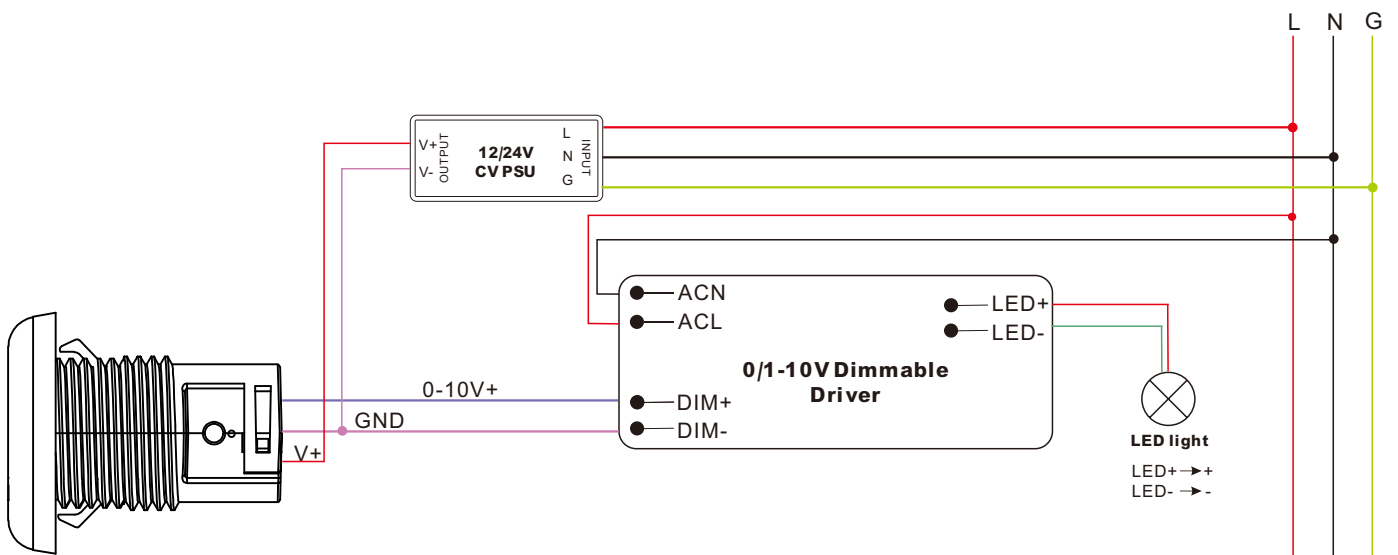 L N G
V+
V-
OUTPUT
12/24V
CV PSU
L
N
G
INPUT
ACN
ACL
LED+
LED-
0/1-10V Dimmable
Driver
0-10V+
GND
V+
DIM+
DIM-
LED light
LED+→+
LED-→-